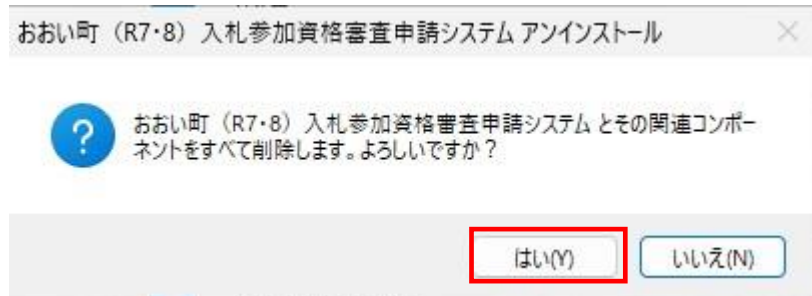 おおい町（R7･8）入札参加資格審査申請システム アンインストール
おおい町（R7･8）入札参加資格審査申請システム とその関連コンポー
ネントをすべて削除します。よろしいですか？
はい(Y)
いいえ(N)